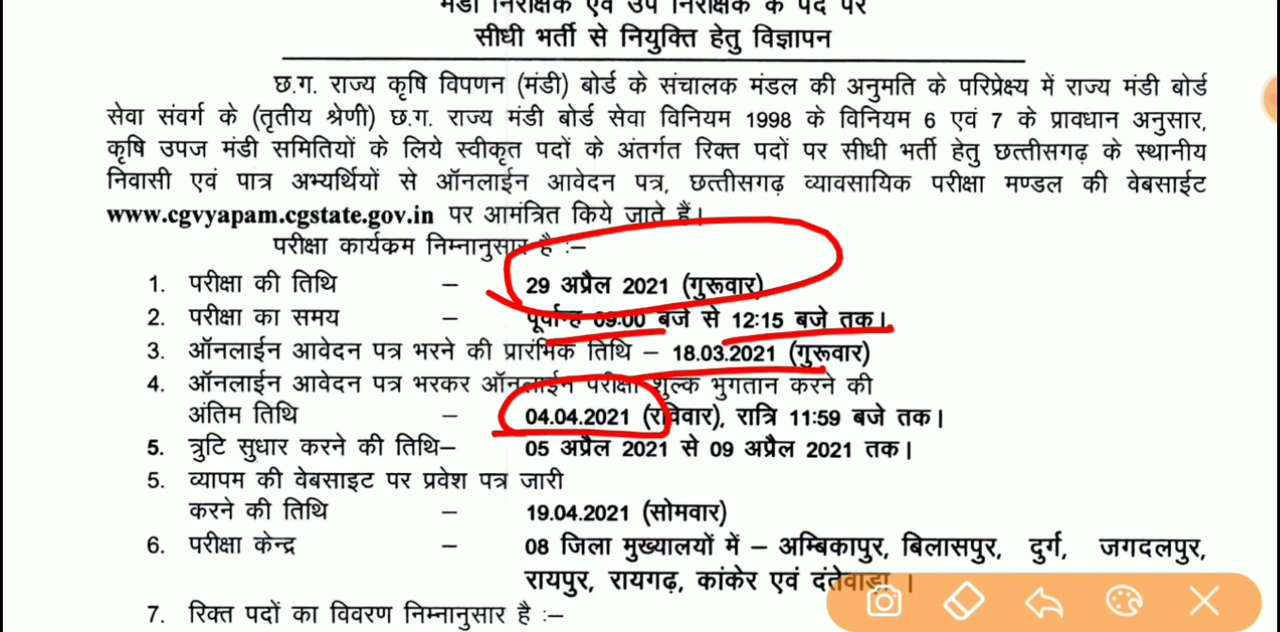 मंडी निरीक्षक एवं उप निरीक्षक के पद पर
सीधी भर्ती से नियुक्ति हेतु विज्ञापन
छ.ग. राज्य कृषि विपणन (मंडी) बोर्ड के संचालक मंडल की अनुमति के परिप्रेक्ष्य में राज्य मंडी बोर्ड
सेवा संवर्ग के (तृतीय श्रेणी) छ.ग. राज्य मंडी बोर्ड सेवा विनियम 1998 के विनियम 6 एवं 7 के प्रावधान अनुसार,
कृषि उपज मंडी समितियों के लिये स्वीकृत पदों के अंतर्गत रिक्त पदों पर सीधी भर्ती हेतु छत्तीसगढ़ के स्थानीय
निवासी एवं पात्र अभ्यर्थियों से ऑनलाईन आवेदन पत्र, छत्तीसगढ़ व्यावसायिक परीक्षा मण्डल की वेबसाईट
www.cgvyapam.cgstate.gov.in पर आमंत्रित किये जाते हैं।
परीक्षा कार्यक्रम निम्नानुसार है :–
1. परीक्षा की तिथि – 29 अप्रैल 2021 (गुरूवार)
2. परीक्षा का समय – पूर्वान्ह 09:00 बजे से 12:15 बजे तक।
3. ऑनलाईन आवेदन पत्र भरने की प्रारंभिक तिथि – 18.03.2021 (गुरूवार)
4. ऑनलाईन आवेदन पत्र भरकर ऑनलाईन परीक्षा शुल्क भुगतान करने की
अंतिम तिथि – 04.04.2021 (रविवार), रात्रि 11:59 बजे तक।
5. त्रुटि सुधार करने की तिथि– 05 अप्रैल 2021 से 09 अप्रैल 2021 तक।
5. व्यापम की वेबसाइट पर प्रवेश पत्र जारी
करने की तिथि – 19.04.2021 (सोमवार)
6. परीक्षा केन्द्र – 08 जिला मुख्यालयों में – अम्बिकापुर, बिलासपुर, दुर्ग, जगदलपुर,
रायपुर, रायगढ़, कांकेर एवं दंतेवाड़ा ।
7. रिक्त पदों का विवरण निम्नानुसार है :–